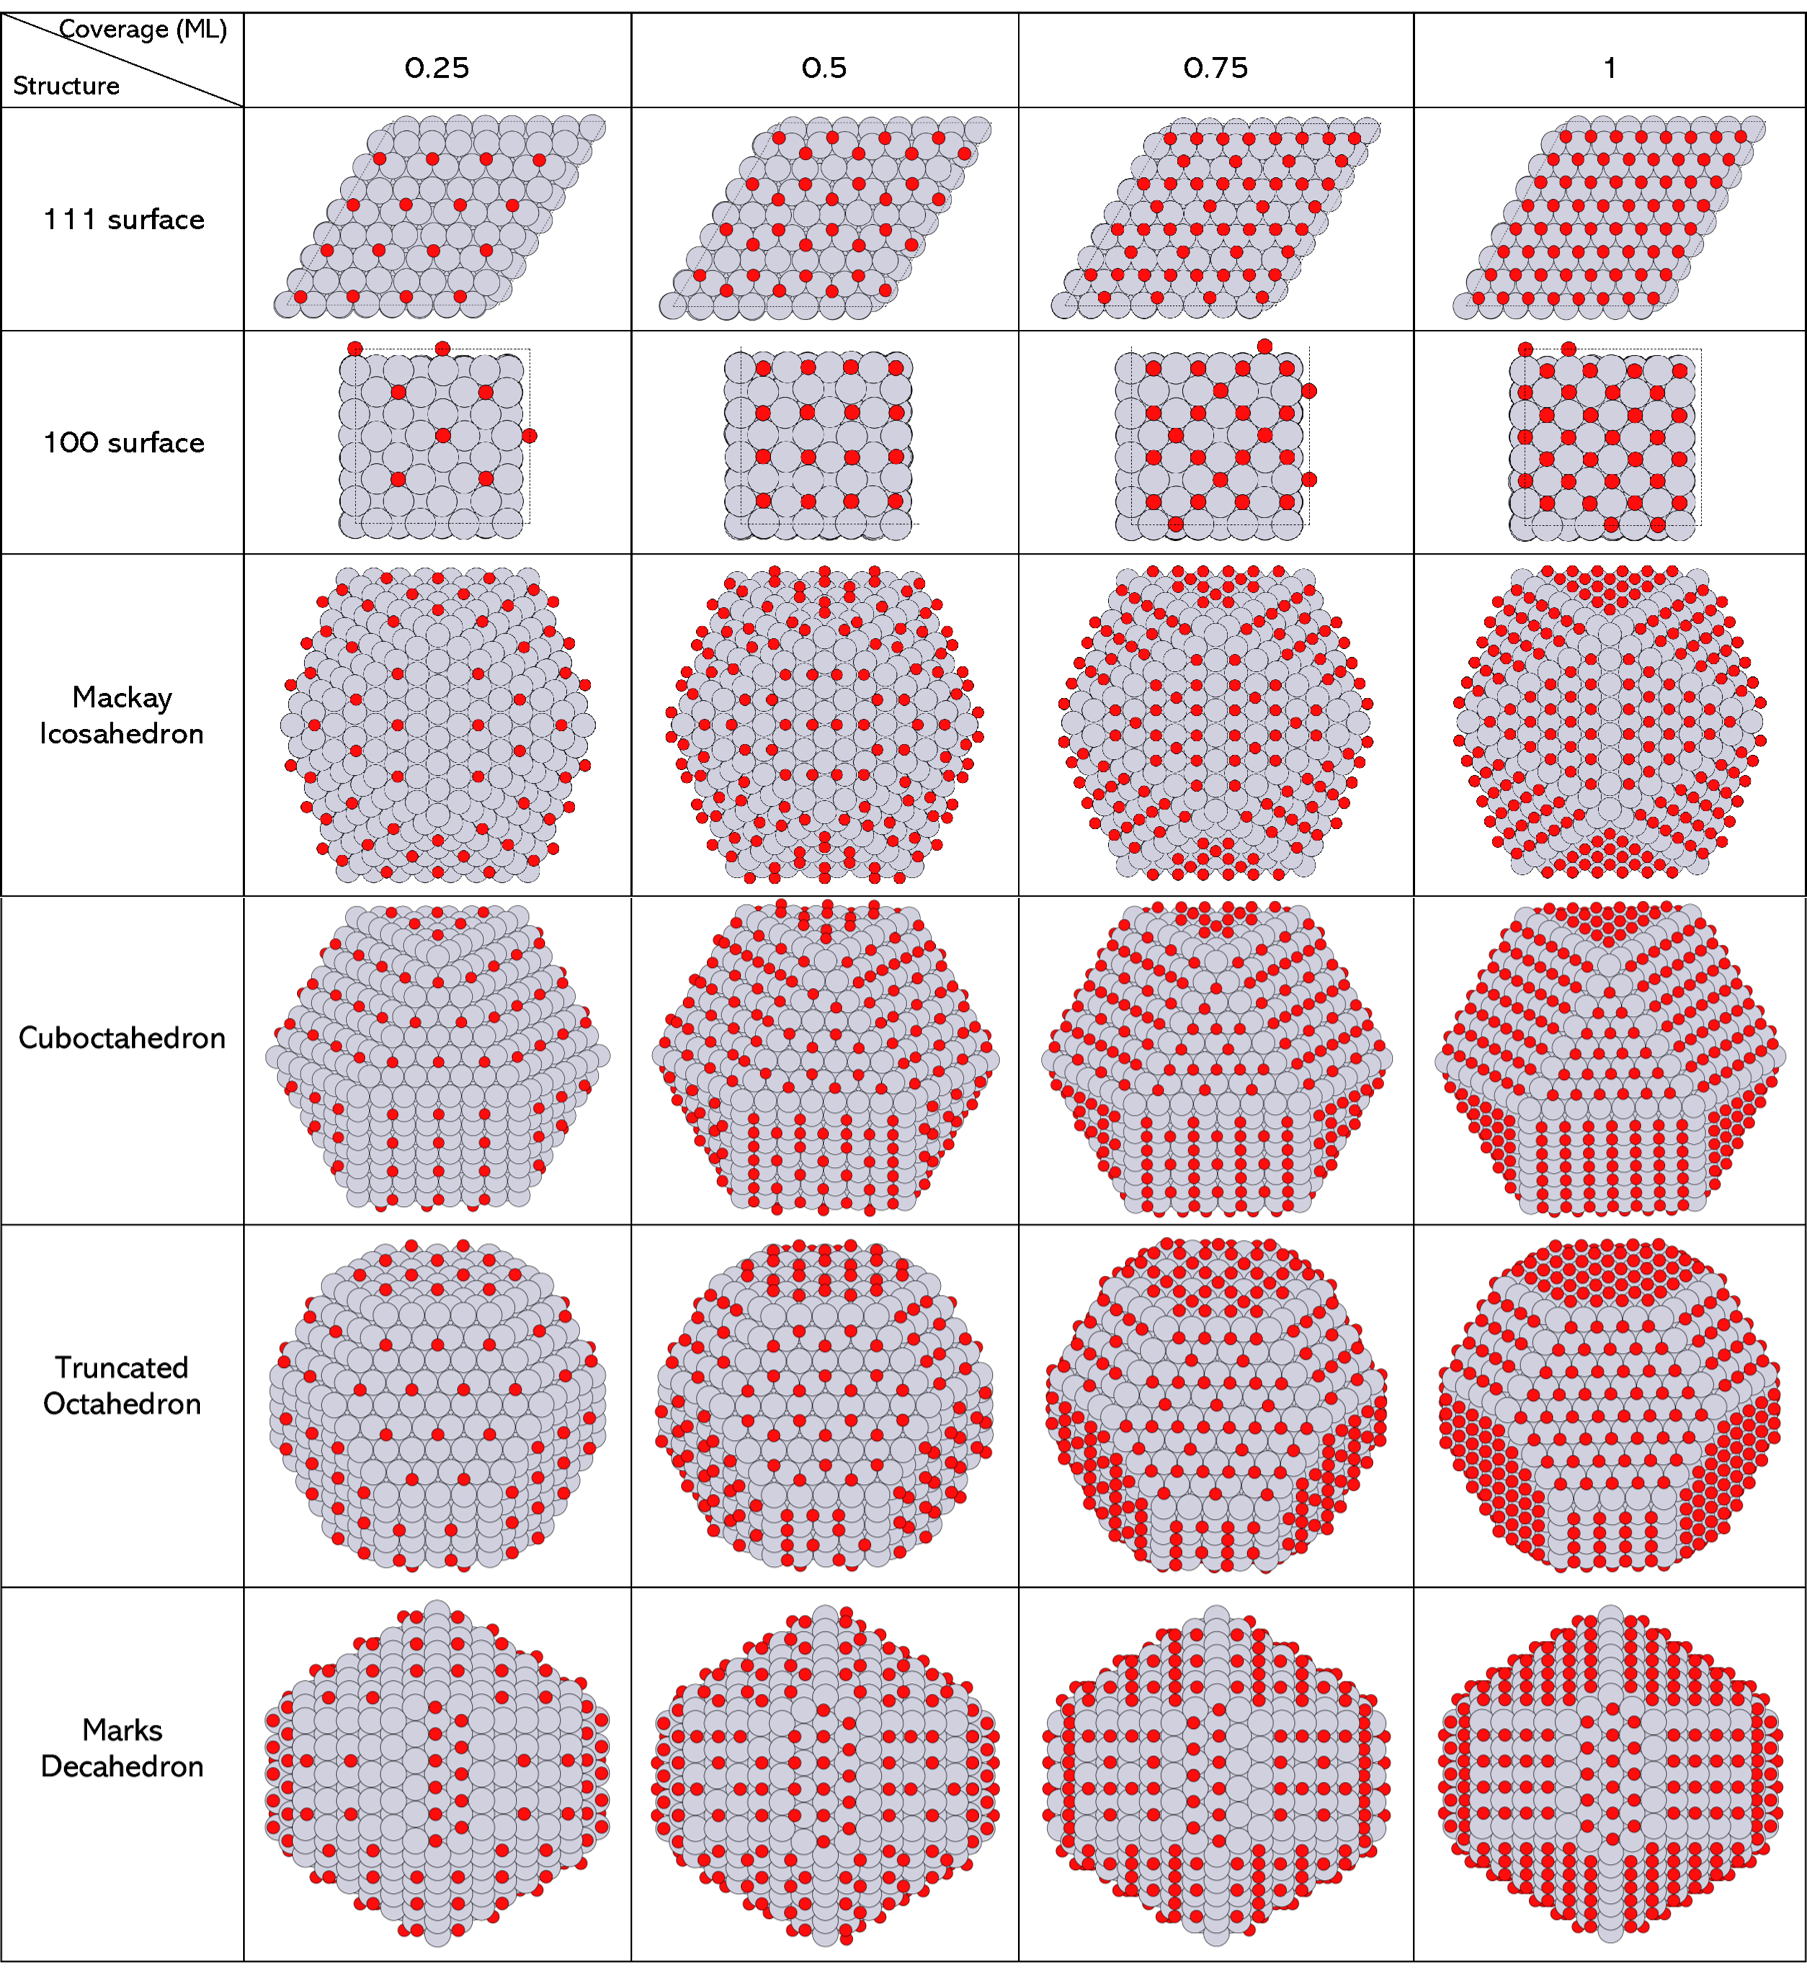 Coverage (ML)
Structure
0.25
0.5
0.75
1
111 surface
100 surface
Mackay
Icosahedron
Cuboctahedron
Truncated
Octahedron
Marks
Decahedron